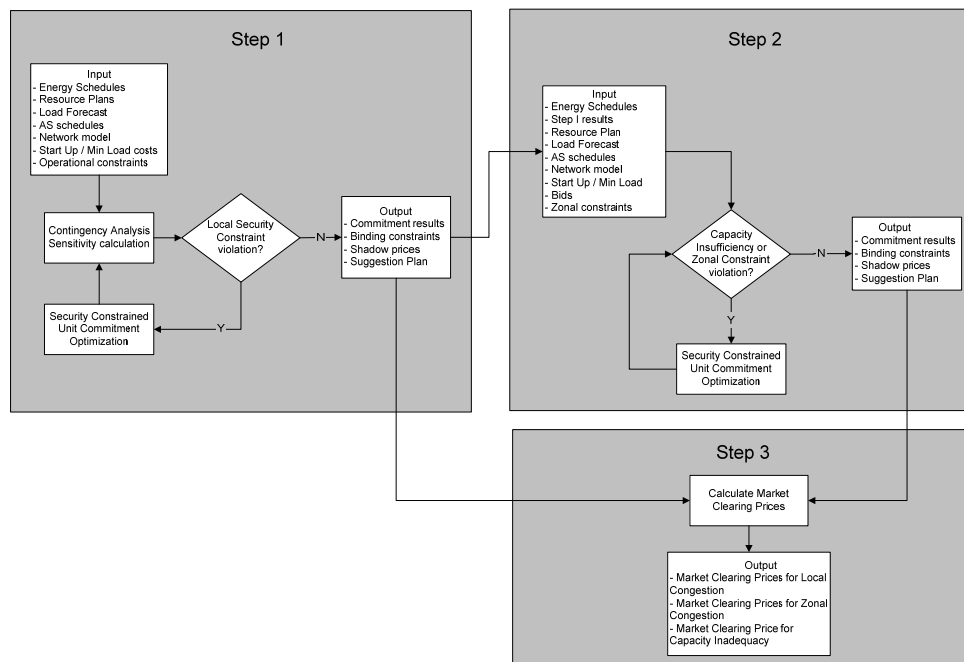 Step 1
Input
- Energy Schedules
- Resource Plans
- Load Forecast
- AS schedules
- Network model
- Start Up / Min Load costs
- Operational constraints
Contingency Analysis
Sensitivity calculation
Local Security
Constraint
violation?
N
Y
Security Constrained
Unit Commitment
Optimization
Output
- Commitment results
- Binding constraints
- Shadow prices
- Suggestion Plan
Step 2
Input
- Energy Schedules
- Step I results
- Resource Plan
- Load Forecast
- AS schedules
- Network model
- Start Up / Min Load
- Bids
- Zonal constraints
Capacity
Insufficiency or
Zonal Constraint
violation?
N
Y
Security Constrained
Unit Commitment
Optimization
Output
- Commitment results
- Binding constraints
- Shadow prices
- Suggestion Plan
Step 3
Calculate Market
Clearing Prices
Output
- Market Clearing Prices for Local
Congestion
- Market Clearing Prices for Zonal
Congestion
- Market Clearing Price for
Capacity Inadequacy